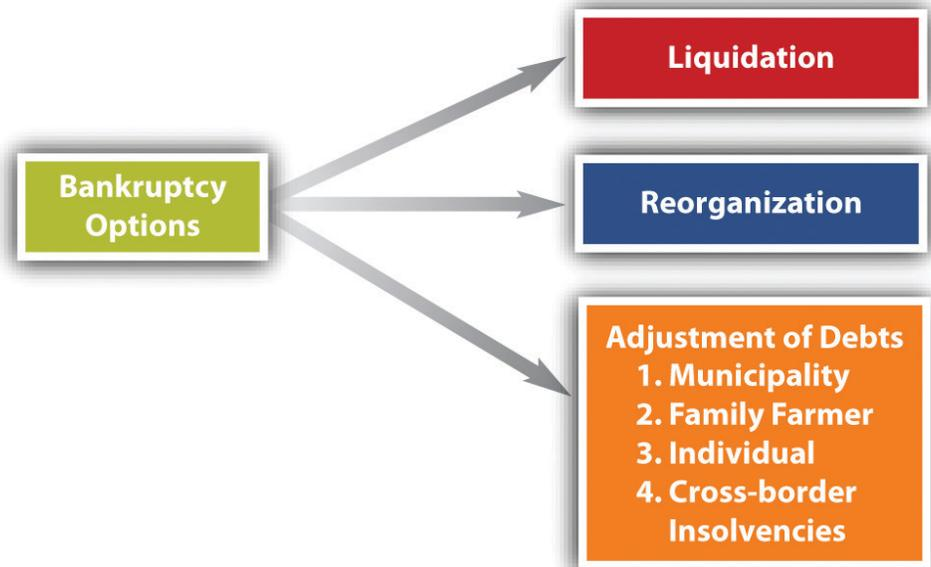 Liquidation
Bankruptcy
Options
Reorganization
Adjustment of Debts
1. Municipality
2. Family Farmer
3. Individual
4. Cross-border
Insolvencies